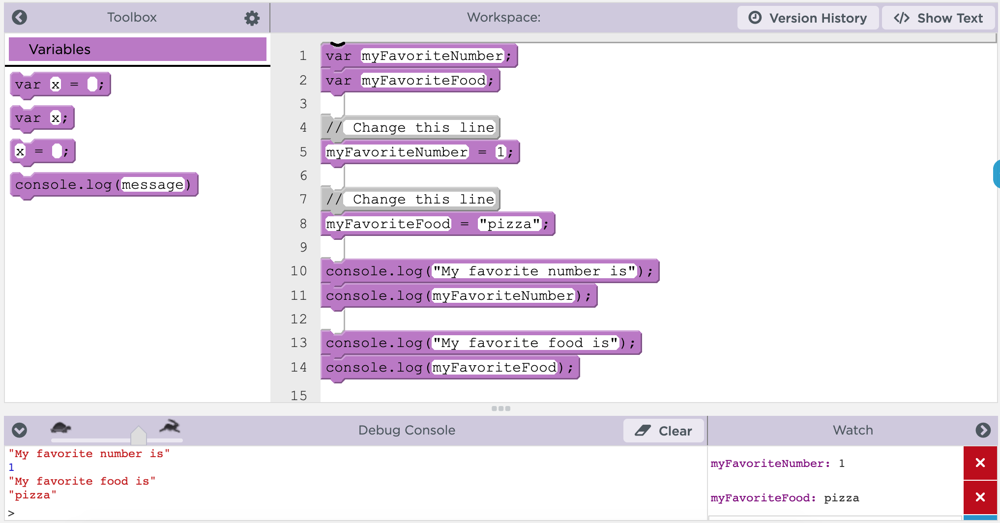 Toolbox
Workspace:
Version History
</> Show Text
Variables
var x = ;
var x;
x = ;
console.log(message)
1 var myFavoriteNumber;
2 var myFavoriteFood;
3
4 // Change this line
5 myFavoriteNumber = 1;
6
7 // Change this line
8 myFavoriteFood = "pizza";
9
10 console.log("My favorite number is");
11 console.log(myFavoriteNumber);
12
13 console.log("My favorite food is");
14 console.log(myFavoriteFood);
15
Debug Console
Clear
Watch
"My favorite number is"
1
"My favorite food is"
"pizza"
>
myFavoriteNumber: 1
myFavoriteFood: pizza